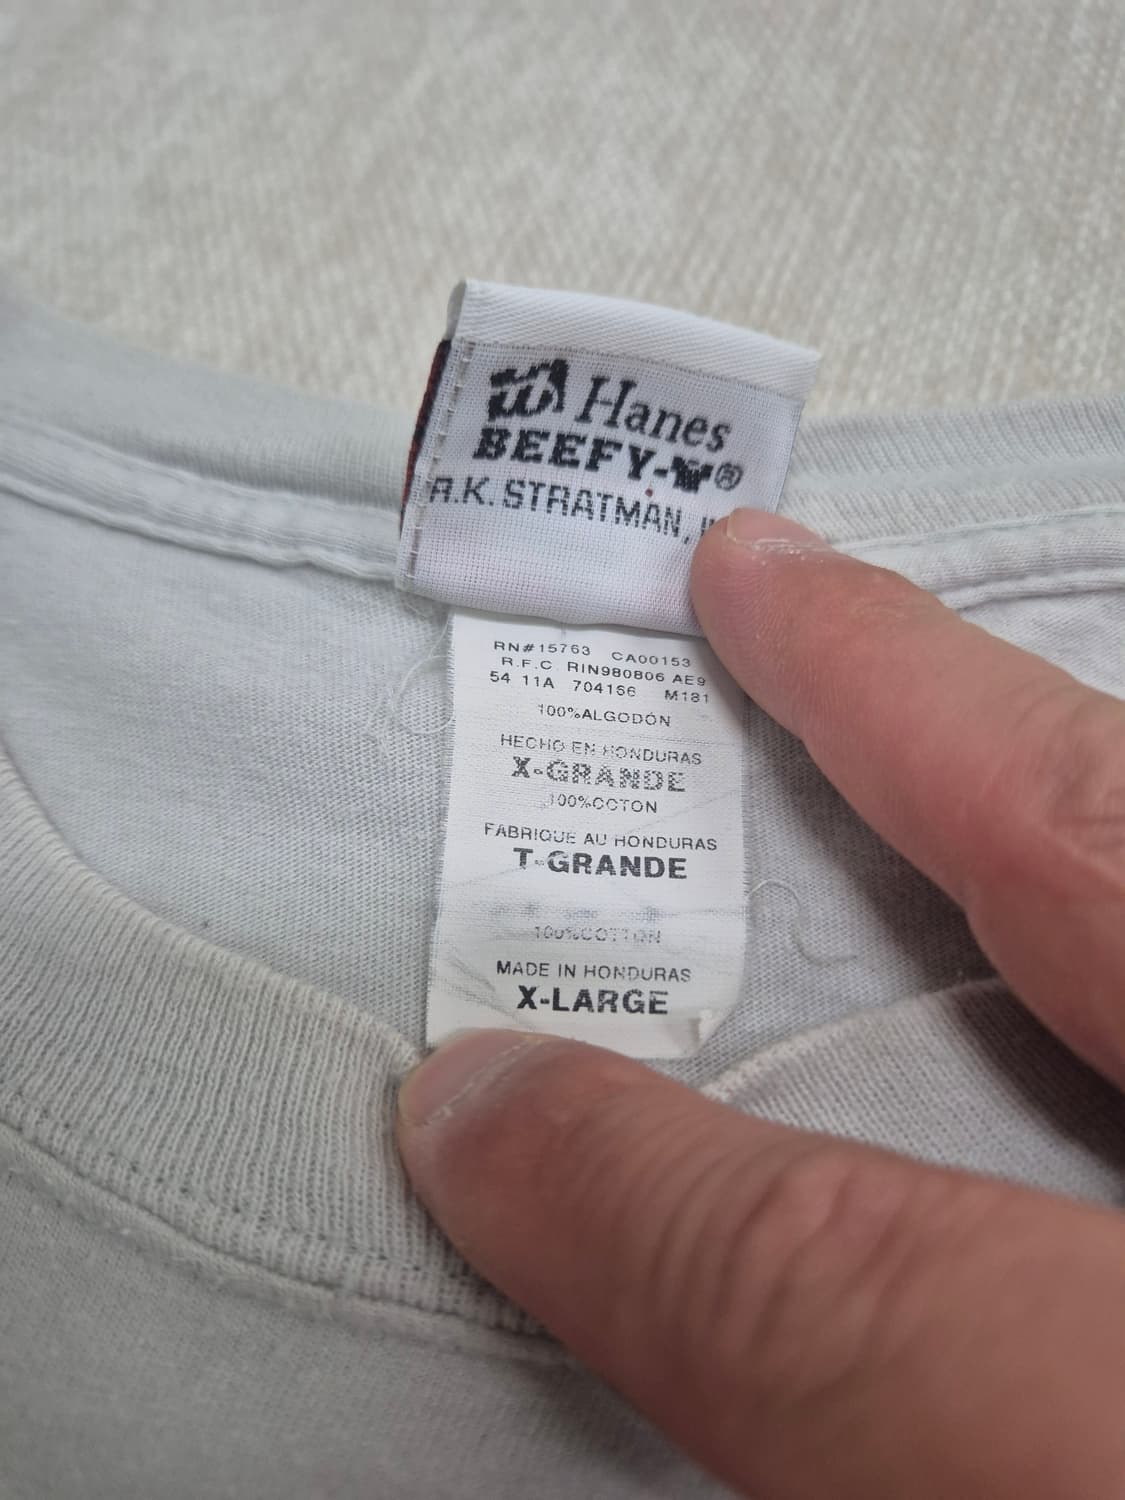 Hanes
BEEFY-T®
R.K. STRATMAN,
RN#15763 CA00153
R.F.C. RIN980806 AE9
54 11A 704166 M181
100%ALGODÓN
HECHO EN HONDURAS
X-GRANDE
100%COTON
FABRIQUE AU HONDURAS
T-GRANDE
100%COTTON
MADE IN HONDURAS
X-LARGE